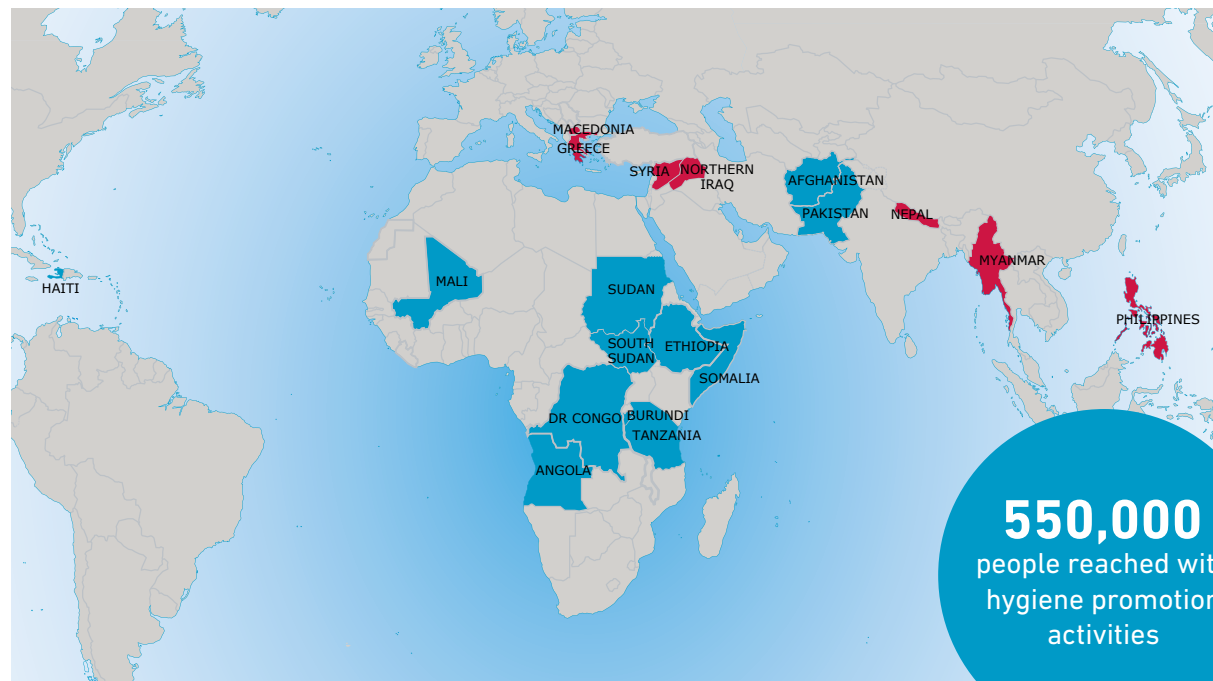 MACEDONIA
GREECE
SYRIA
NORTHERN
IRAQ
AFGHANISTAN
PAKISTAN
NEPAL
MYANMAR
PHILIPPINES
HAITI
MALI
SUDAN
SOUTH
SUDAN
ETHIOPIA
SOMALIA
DR CONGO
BURUNDI
TANZANIA
ANGOLA
550,000
people reached wit
hygiene promotion
activities